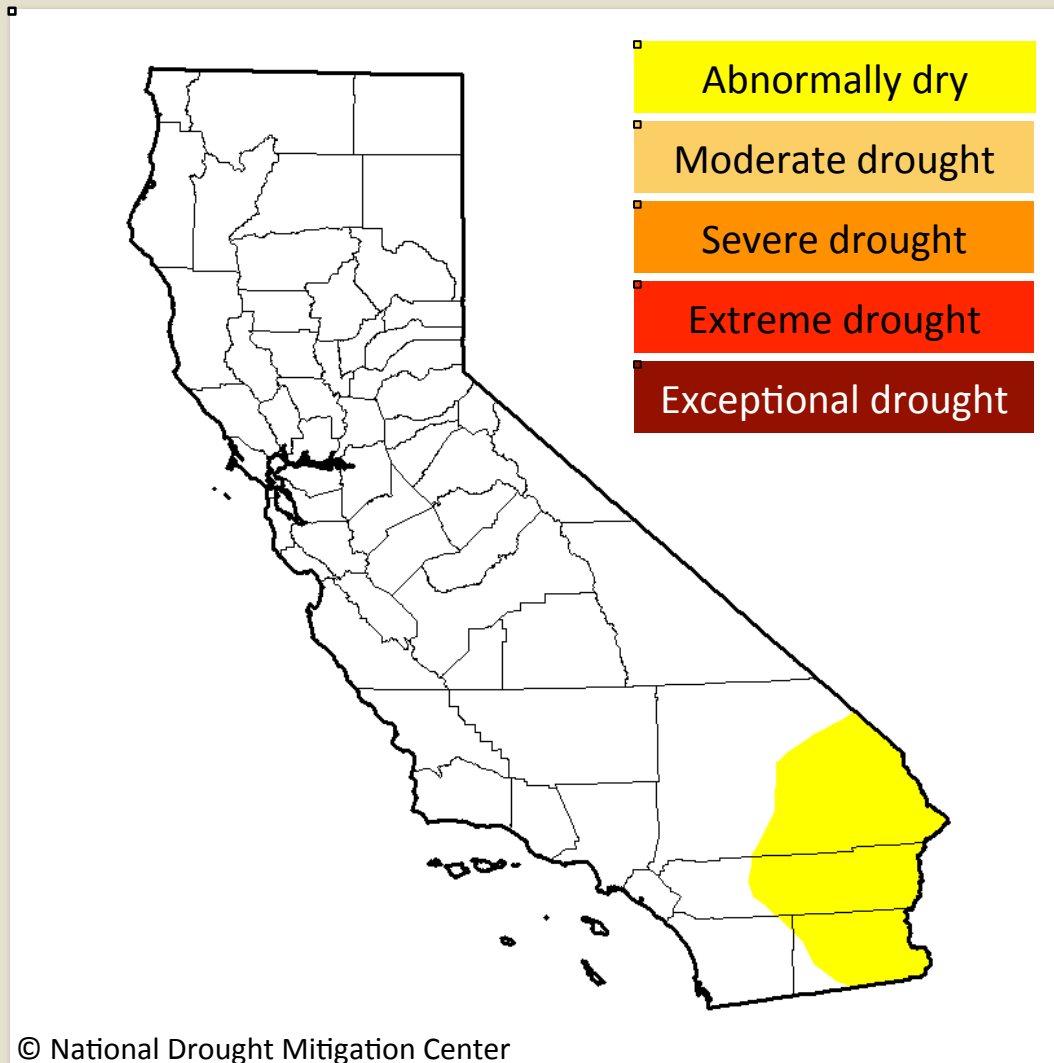 Abnormally dry
Moderate drought
Severe drought
Extreme drought
Exceptional drought
© National Drought Mitigation Center